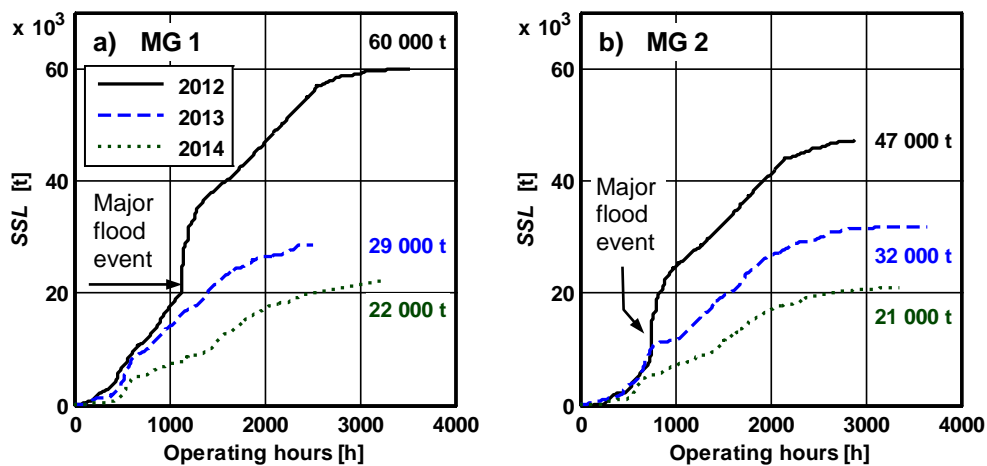 x 10³
a) MG 1
60 000 t
60
2012
2013
2014
40
SSL [t]
Major
flood
event
29 000 t
20
22 000 t
0
0 1000 2000 3000 4000
Operating hours [h]
x 10³
b) MG 2
60
47 000 t
40
SSL [t]
Major
flood
event
32 000 t
20
21 000 t
0
0 1000 2000 3000 4000
Operating hours [h]